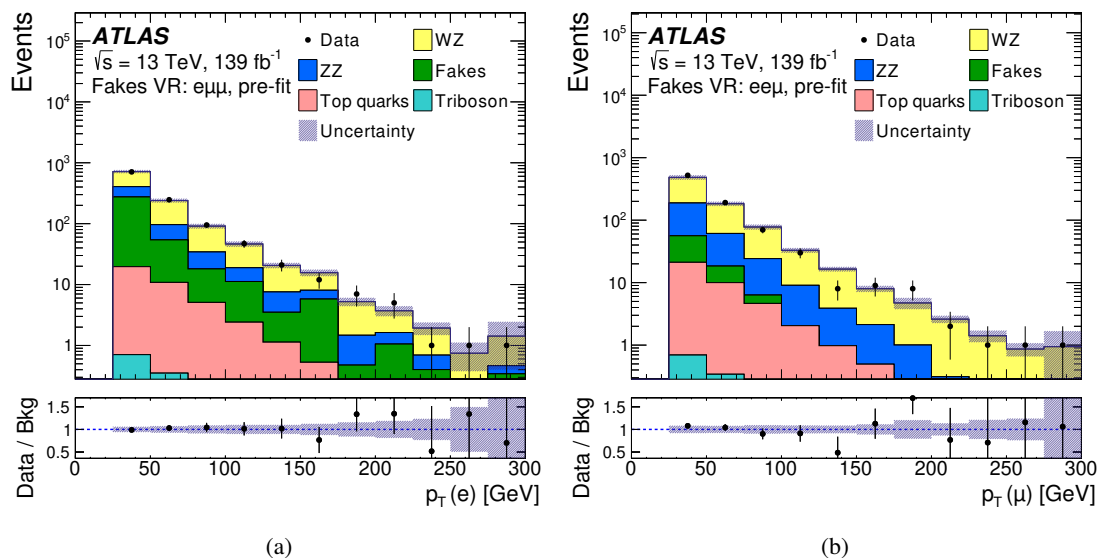 Events
10⁵
10⁴
10³
10²
10
1
ATLAS
√s = 13 TeV, 139 fb⁻¹
Fakes VR: eμμ, pre-fit
Data
WZ
ZZ
Fakes
Top quarks
Triboson
Uncertainty
Data / Bkg
1.5
1
0.5
0 50 100 150 200 250 300
p_T (e) [GeV]
(a)
Events
10⁵
10⁴
10³
10²
10
1
ATLAS
√s = 13 TeV, 139 fb⁻¹
Fakes VR: eeμ, pre-fit
Data
WZ
ZZ
Fakes
Top quarks
Triboson
Uncertainty
Data / Bkg
1.5
1
0.5
0 50 100 150 200 250 300
p_T (μ) [GeV]
(b)